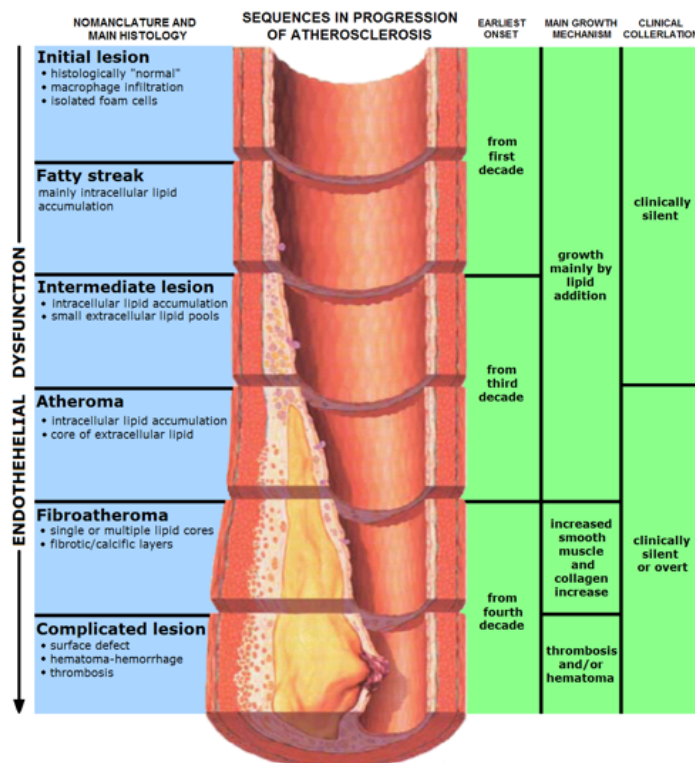 NOMANCLATURE AND
MAIN HISTOLOGY
SEQUENCES IN PROGRESSION
OF ATHEROSCLEROSIS
EARLIEST
ONSET
MAIN GROWTH
MECHANISM
CLINICAL
COLLERLATION
Initial lesion
• histologically "normal"
• macrophage infiltration
• isolated foam cells
Fatty streak
mainly intracellular lipid
accumulation
Intermediate lesion
• intracellular lipid accumulation
• small extracellular lipid pools
Atheroma
• intracellular lipid accumulation
• core of extracellular lipid
Fibroatheroma
• single or multiple lipid cores
• fibrotic/calcific layers
Complicated lesion
• surface defect
• hematoma-hemorrhage
• thrombosis
ENDOTHEHELIAL DYSFUNCTION
from
first
decade
from
third
decade
from
fourth
decade
growth
mainly by
lipid
addition
increased
smooth
muscle
and
collagen
increase
thrombosis
and/or
hematoma
clinically
silent
clinically
silent
or overt